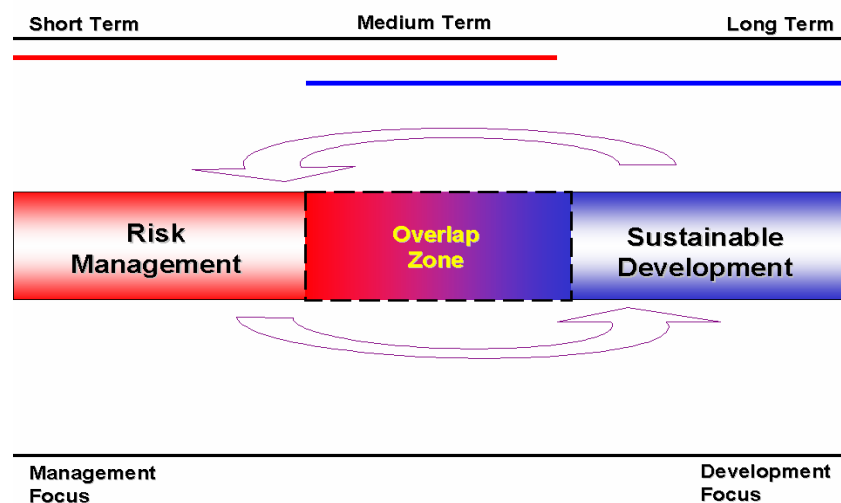 Short Term
Medium Term
Long Term
Risk
Management
Overlap
Zone
Sustainable
Development
Management
Focus
Development
Focus